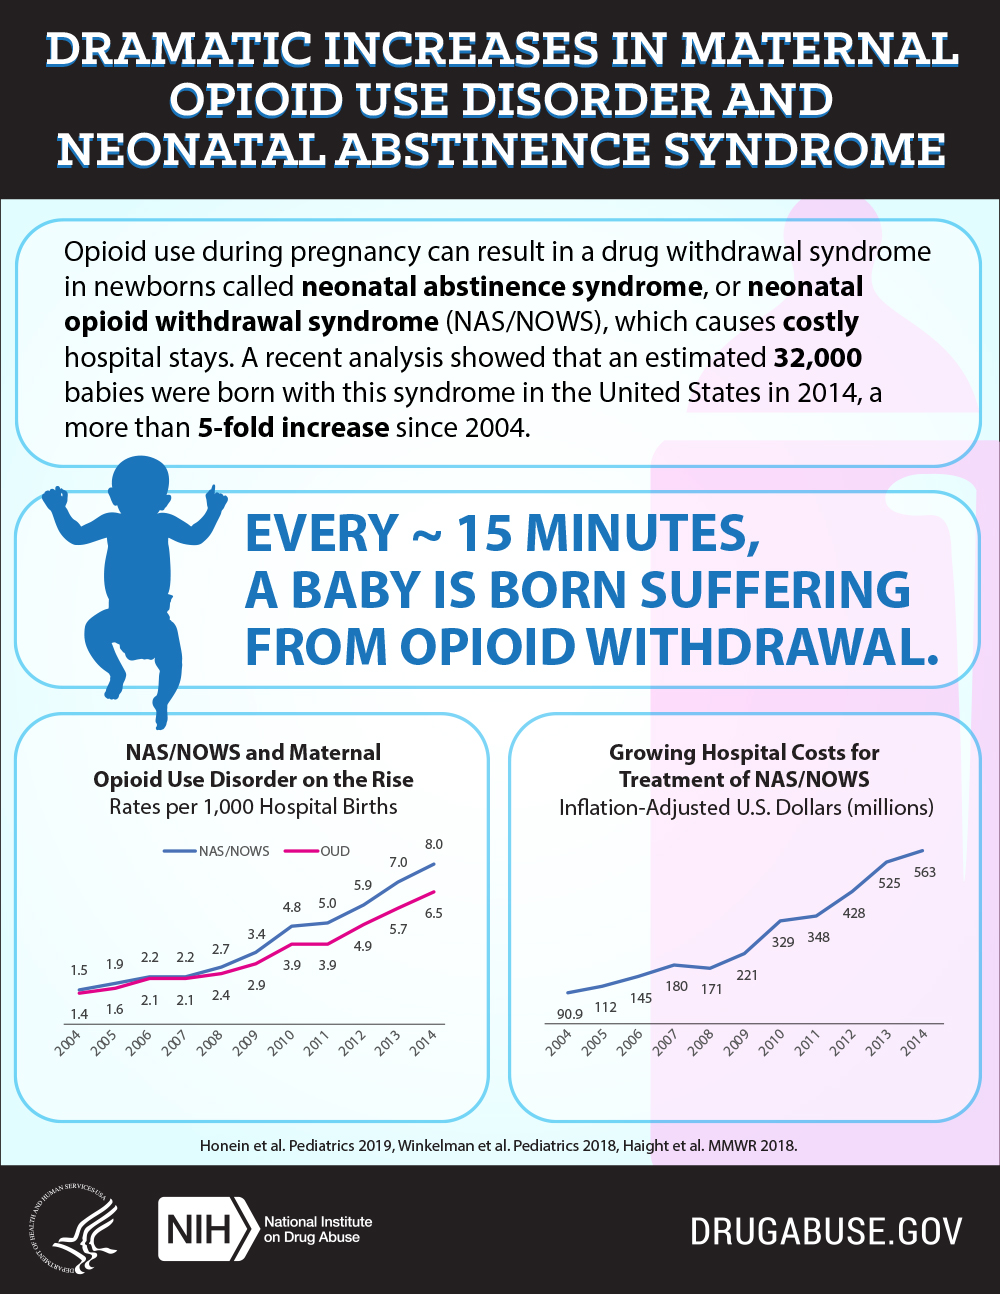 DRAMATIC INCREASES IN MATERNAL
OPIOID USE DISORDER AND
NEONATAL ABSTINENCE SYNDROME
Opioid use during pregnancy can result in a drug withdrawal syndrome
in newborns called neonatal abstinence syndrome, or neonatal
opioid withdrawal syndrome (NAS/NOWS), which causes costly
hospital stays. A recent analysis showed that an estimated 32,000
babies were born with this syndrome in the United States in 2014, a
more than 5-fold increase since 2004.
EVERY ~ 15 MINUTES,
A BABY IS BORN SUFFERING
FROM OPIOID WITHDRAWAL.
NAS/NOWS and Maternal
Opioid Use Disorder on the Rise
Rates per 1,000 Hospital Births
NAS/NOWS OUD
1.5 1.9 2.2 2.2 2.7 3.4 4.8 5.0 5.9 7.0 8.0
1.4 1.6 2.1 2.1 2.4 2.9 3.9 3.9 4.9 5.7 6.5
2004 2005 2006 2007 2008 2009 2010 2011 2012 2013 2014
Growing Hospital Costs for
Treatment of NAS/NOWS
Inflation-Adjusted U.S. Dollars (millions)
90.9 112 145 180 171 221 329 348 428 525 563
2004 2005 2006 2007 2008 2009 2010 2011 2012 2013 2014
Honein et al. Pediatrics 2019, Winkelman et al. Pediatrics 2018, Haight et al. MMWR 2018.
DEPARTMENT OF HEALTH AND HUMAN SERVICES.USA
NIH
National Institute
on Drug Abuse
DRUGABUSE.GOV